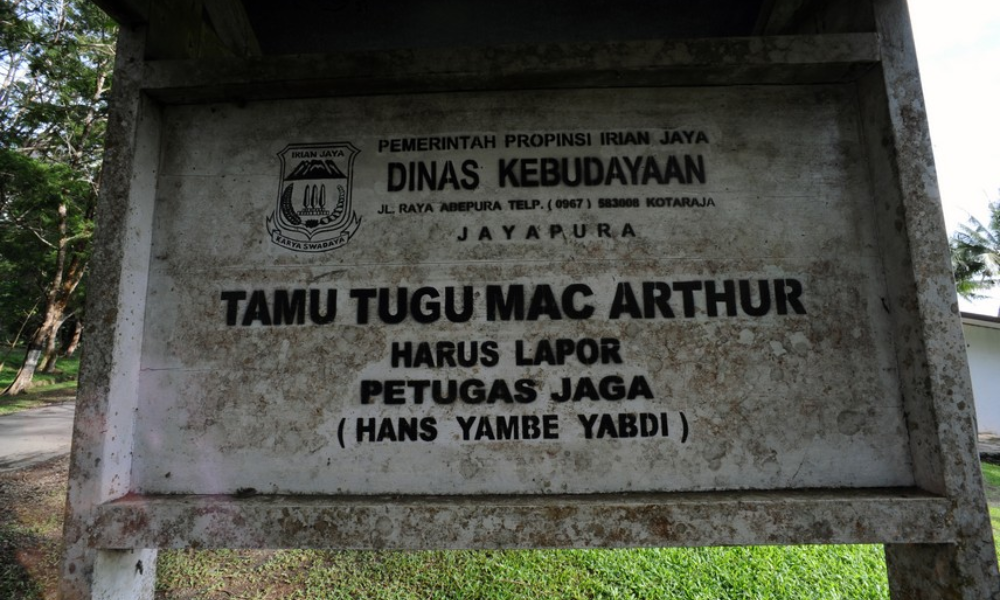 IRIAN JAYA
KARYA SWADAYA
PEMERINTAH PROPINSI IRIAN JAYA
DINAS KEBUDAYAAN
JL. RAYA ABEPURA TELP. ( 0967 ) 583608 KOTARAJA
JAYAPURA
TAMU TUGU MAC ARTHUR
HARUS LAPOR
PETUGAS JAGA
( HANS YAMBE YABDI )